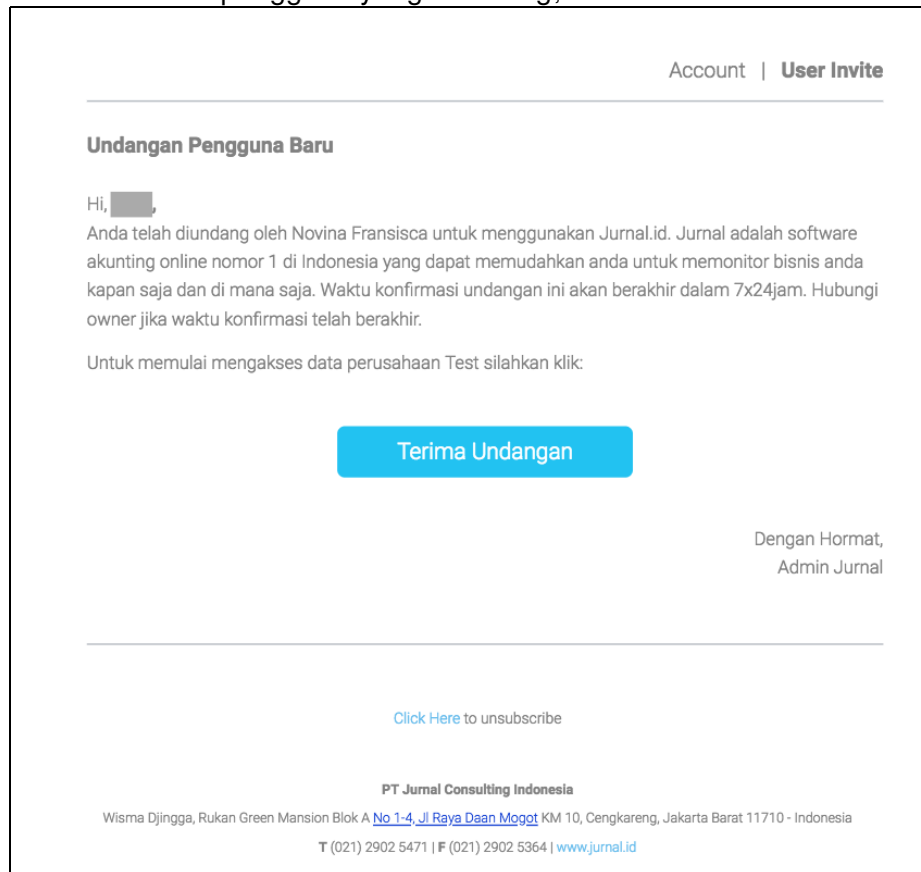 Account | User Invite
Undangan Pengguna Baru
Hi, ,
Anda telah diundang oleh Novina Fransisca untuk menggunakan Jurnal.id. Jurnal adalah software
akunting online nomor 1 di Indonesia yang dapat memudahkan anda untuk memonitor bisnis anda
kapan saja dan di mana saja. Waktu konfirmasi undangan ini akan berakhir dalam 7x24jam. Hubungi
owner jika waktu konfirmasi telah berakhir.
Untuk memulai mengakses data perusahaan Test silahkan klik:
Terima Undangan
Dengan Hormat,
Admin Jurnal
Click Here to unsubscribe
PT Jurnal Consulting Indonesia
Wisma Djingga, Rukan Green Mansion Blok A No 1-4, Jl Raya Daan Mogot KM 10, Cengkareng, Jakarta Barat 11710 - Indonesia
T (021) 2902 5471 | F (021) 2902 5364 | www.jurnal.id